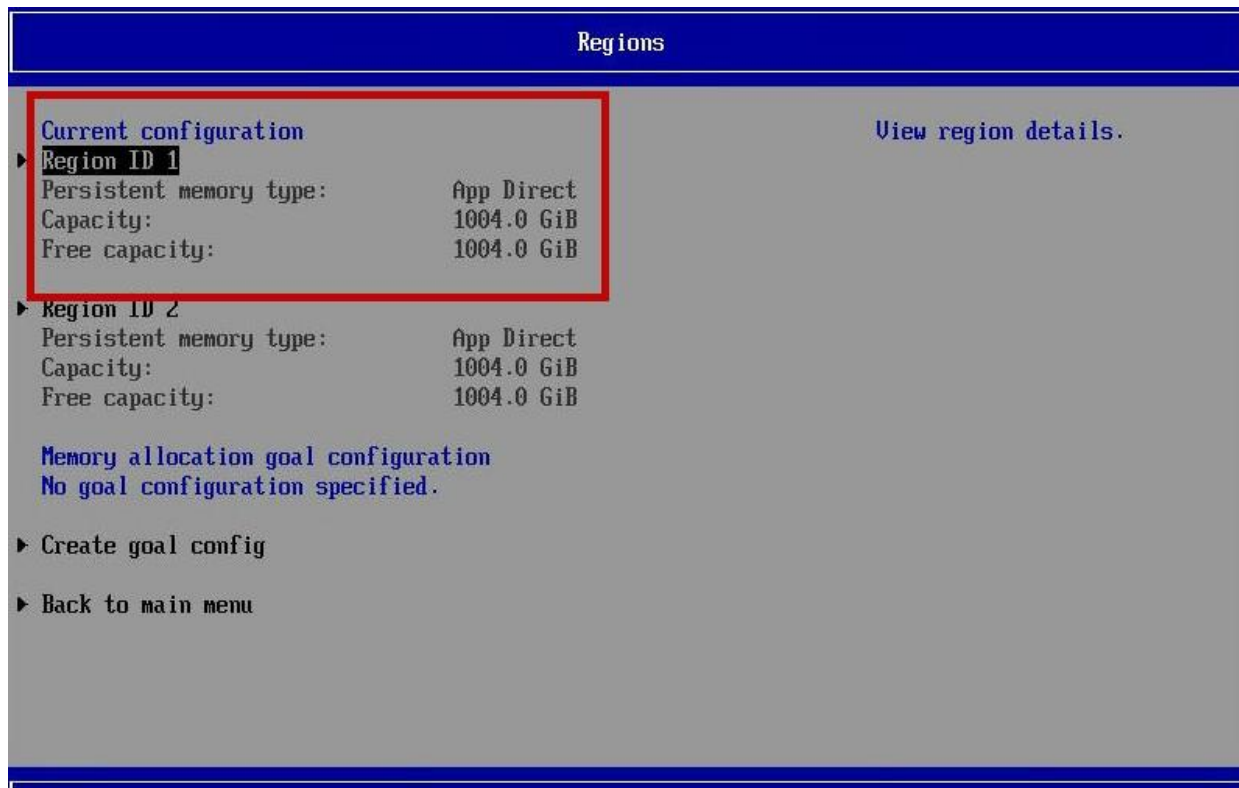 Regions
Current configuration
Region ID 1
Persistent memory type: App Direct
Capacity: 1004.0 GiB
Free capacity: 1004.0 GiB
Region ID 2
Persistent memory type: App Direct
Capacity: 1004.0 GiB
Free capacity: 1004.0 GiB
Memory allocation goal configuration
No goal configuration specified.
Create goal config
Back to main menu
View region details.